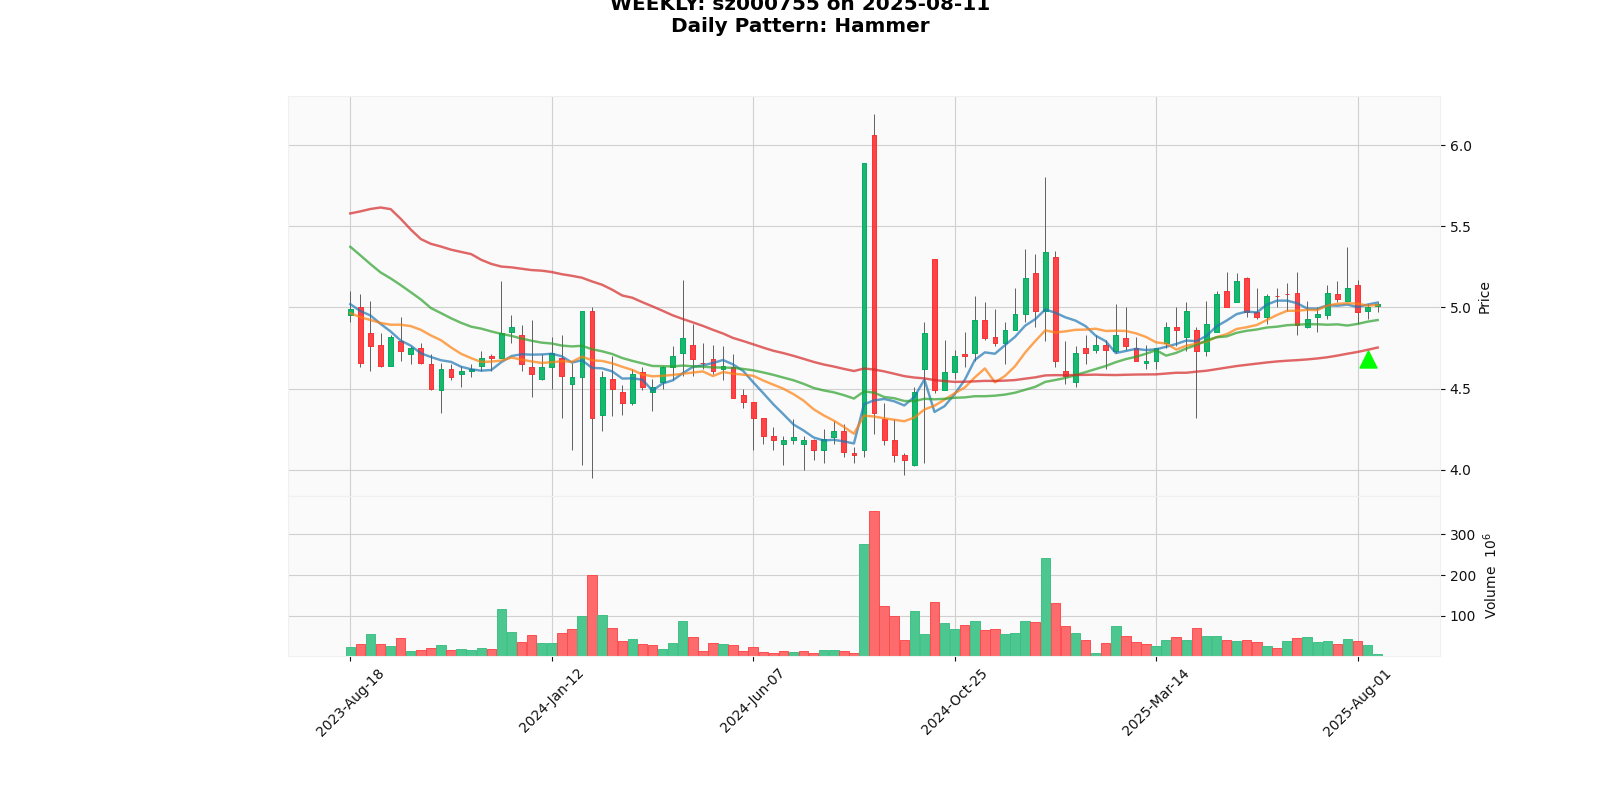 WEEKLY: sz000755 on 2025-08-11
Daily Pattern: Hammer
6.0
5.5
5.0
4.5
4.0
Price
300
200
100
Volume 10⁶
2023-Aug-18
2024-Jan-12
2024-Jun-07
2024-Oct-25
2025-Mar-14
2025-Aug-01